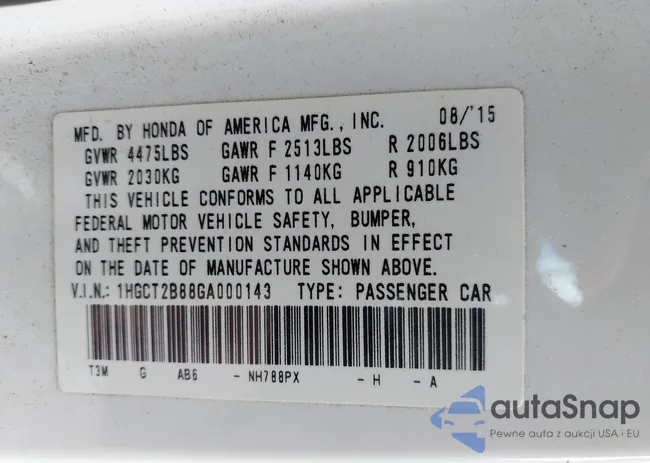 MFD. BY HONDA OF AMERICA MFG., INC. 08/'15
GVWR 4475LBS GAWR F 2513LBS R 2006LBS
GVWR 2030KG GAWR F 1140KG R 910KG
THIS VEHICLE CONFORMS TO ALL APPLICABLE
FEDERAL MOTOR VEHICLE SAFETY, BUMPER,
AND THEFT PREVENTION STANDARDS IN EFFECT
ON THE DATE OF MANUFACTURE SHOWN ABOVE.
V.I.N.: 1HGCT2B88GA000143 TYPE: PASSENGER CAR
T3M G AB6 - NH788PX - H - A
autaSnap
Pewne auta z aukcji USA i EU